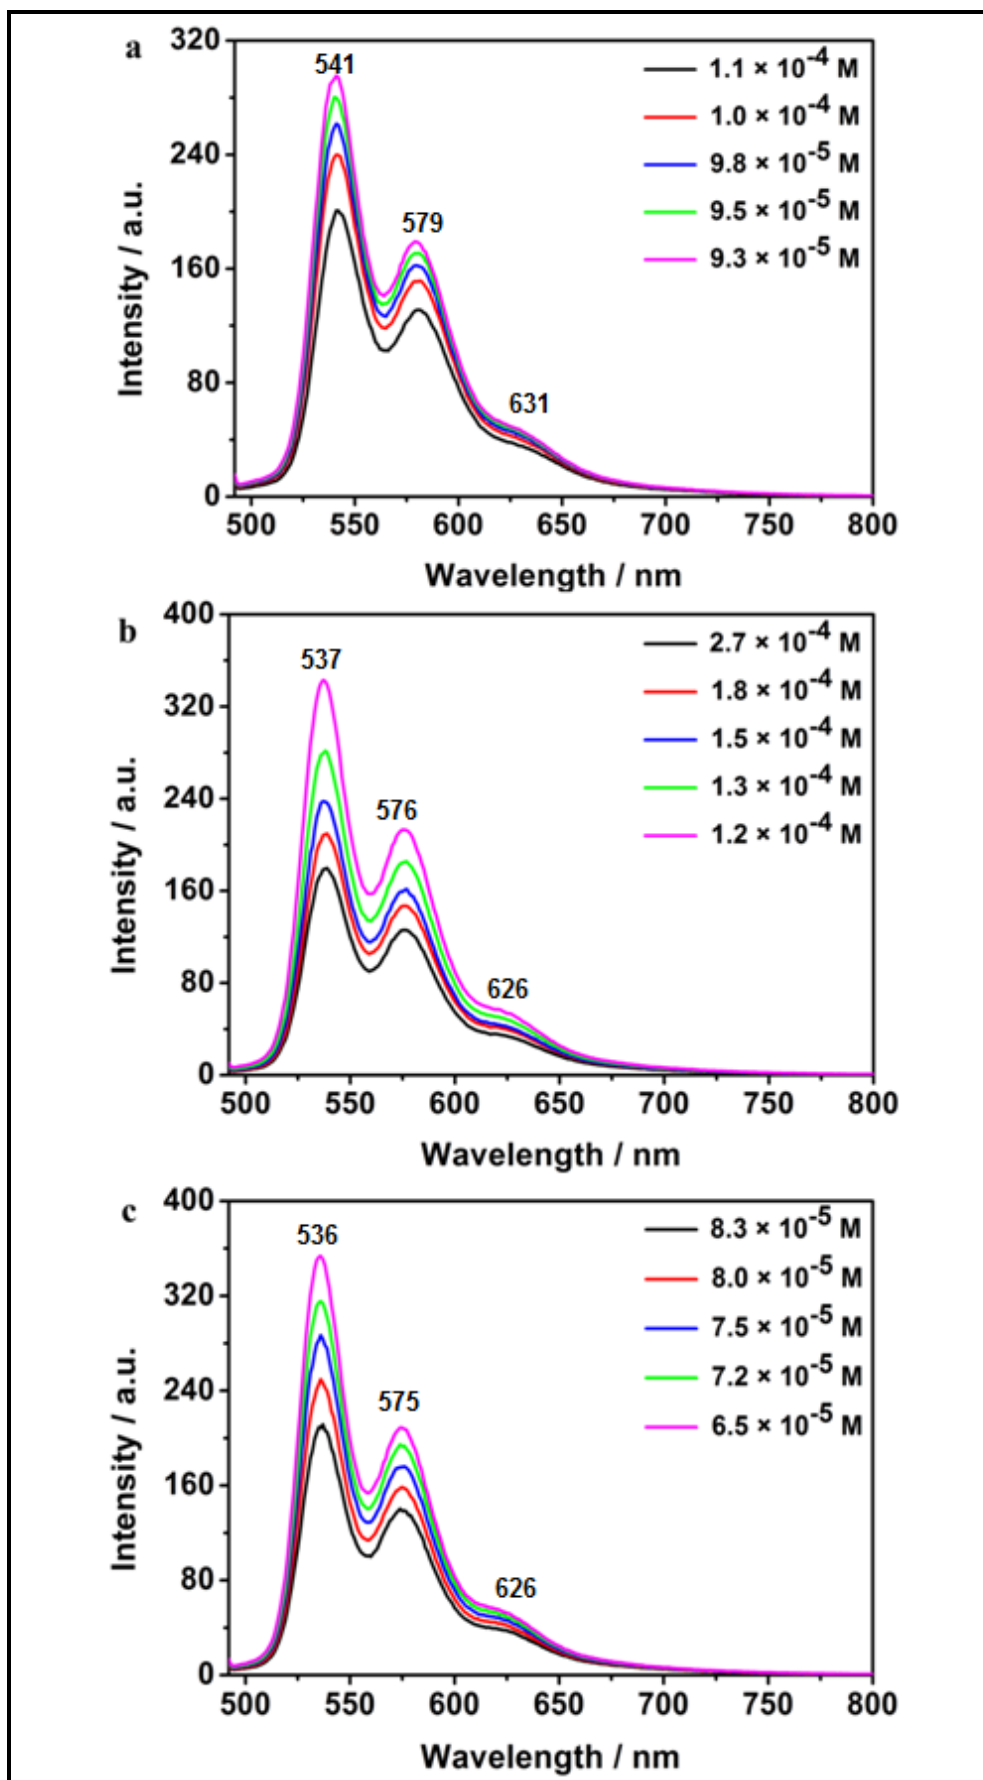 a
320
240
160
80
0
Intensity / a.u.
541
579
631
1.1 × 10⁻⁴ M
1.0 × 10⁻⁴ M
9.8 × 10⁻⁵ M
9.5 × 10⁻⁵ M
9.3 × 10⁻⁵ M
500 550 600 650 700 750 800
Wavelength / nm
b
400
320
240
160
80
0
Intensity / a.u.
537
576
626
2.7 × 10⁻⁴ M
1.8 × 10⁻⁴ M
1.5 × 10⁻⁴ M
1.3 × 10⁻⁴ M
1.2 × 10⁻⁴ M
500 550 600 650 700 750 800
Wavelength / nm
c
400
320
240
160
80
0
Intensity / a.u.
536
575
626
8.3 × 10⁻⁵ M
8.0 × 10⁻⁵ M
7.5 × 10⁻⁵ M
7.2 × 10⁻⁵ M
6.5 × 10⁻⁵ M
500 550 600 650 700 750 800
Wavelength / nm